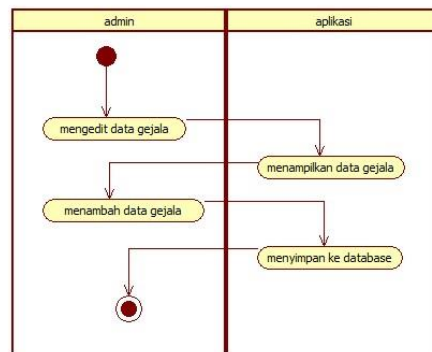 admin
aplikasi
mengedit data gejala
menampilkan data gejala
menambah data gejala
menyimpan ke database